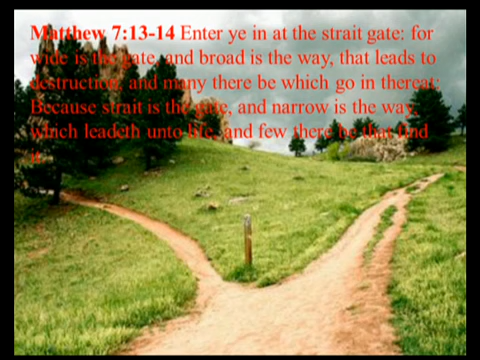 Matthew 7:13-14 Enter ye in at the strait gate: for
wide is the gate, and broad is the way, that leads to
destruction, and many there be which go in thereat:
Because strait is the gate, and narrow is the way,
which leadeth unto life, and few there be that find
it.